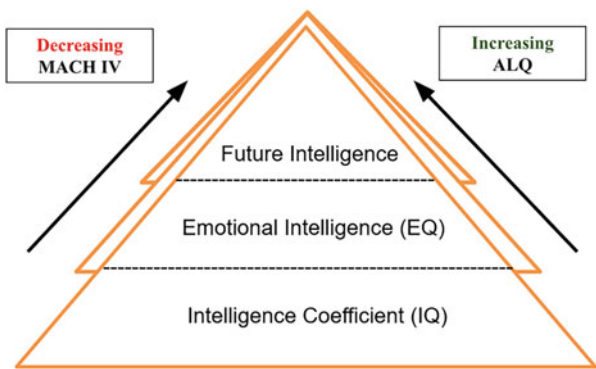 Decreasing
MACH IV
Increasing
ALQ
Future Intelligence
Emotional Intelligence (EQ)
Intelligence Coefficient (IQ)